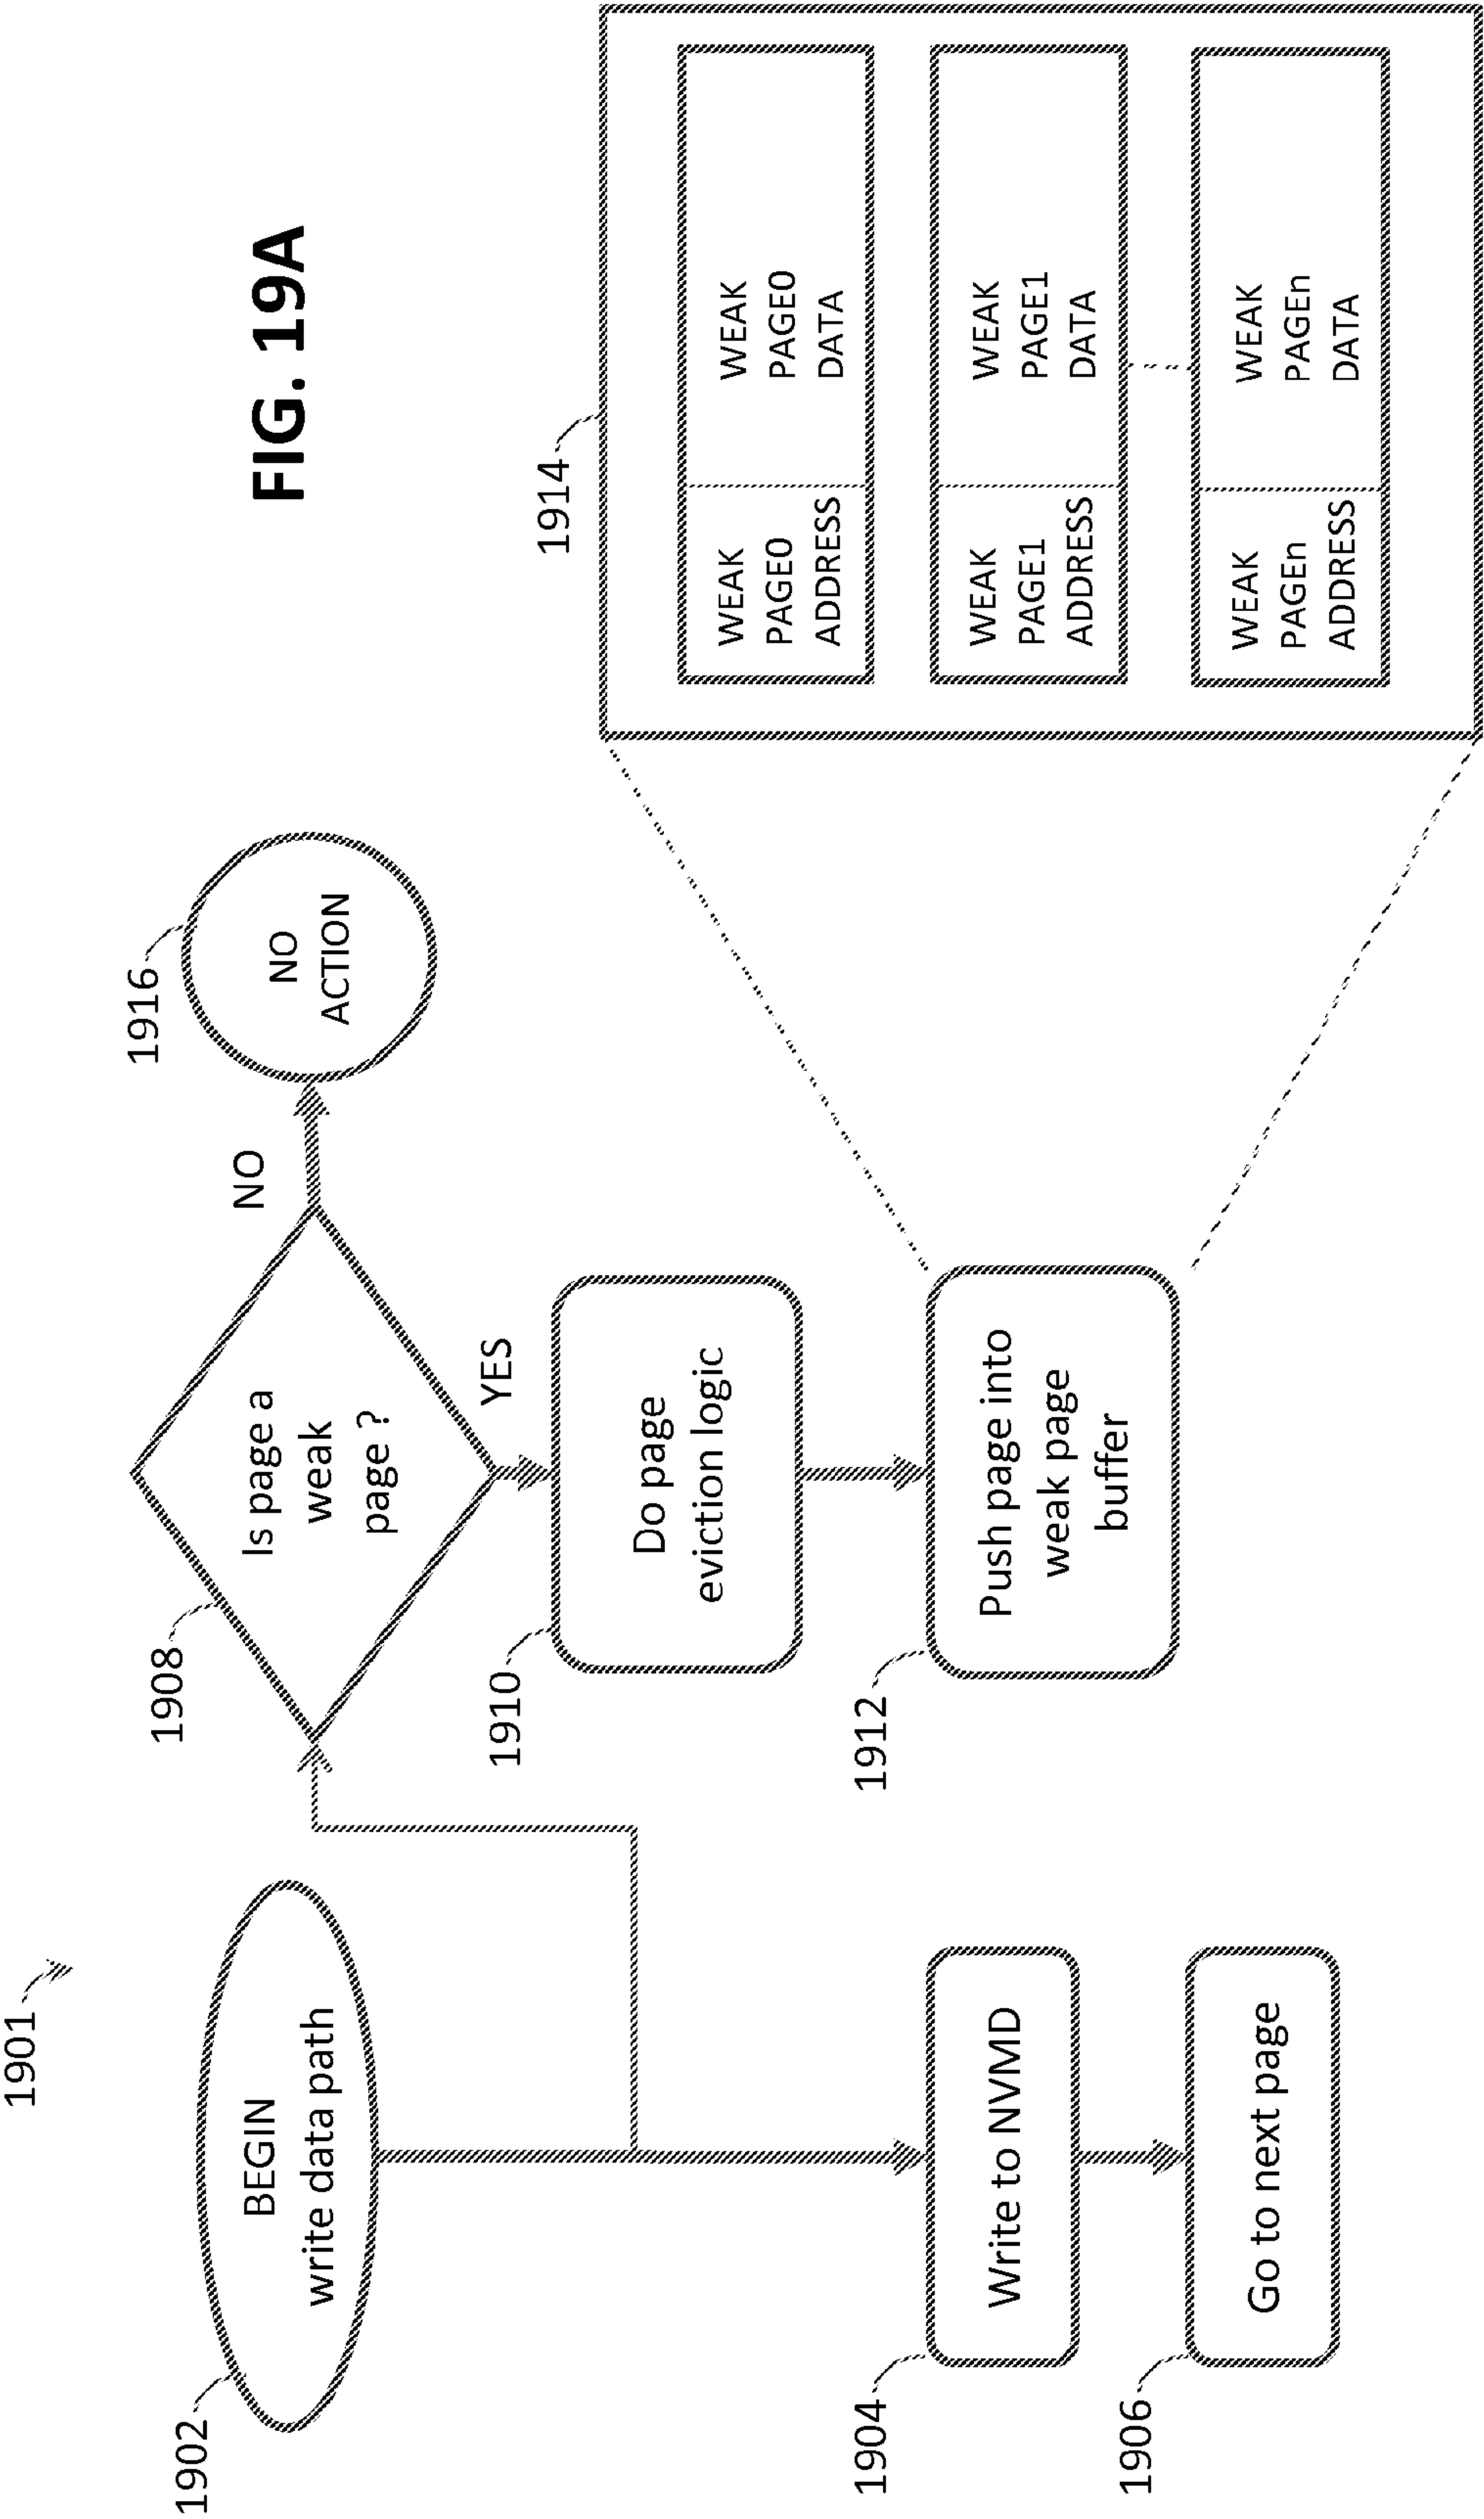 FIG. 19A
1901
1902
BEGIN
write data path
1904
Write to NVMD
1906
Go to next page
1908
Is page a
weak
page ?
NO
1916
NO
ACTION
YES
1910
Do page
eviction logic
1912
Push page into
weak page
buffer
1914
WEAK
PAGE0
ADDRESS
WEAK
PAGE0
DATA
WEAK
PAGE1
ADDRESS
WEAK
PAGE1
DATA
WEAK
PAGEn
ADDRESS
WEAK
PAGEn
DATA